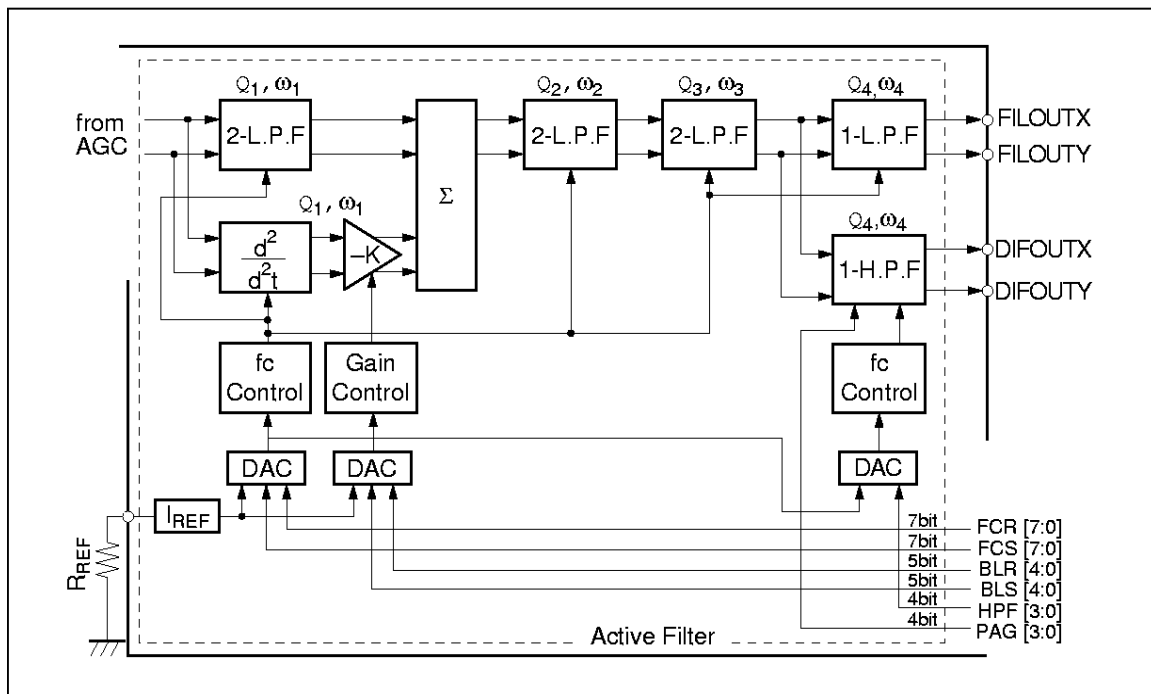 Q1, ω1
Q2, ω2
Q3, ω3
Q4,ω4
from
AGC
2-L.P.F
Σ
2-L.P.F
2-L.P.F
1-L.P.F
FILOUTX
FILOUTY
Q1, ω1
d2
d2t
–K
Q4,ω4
1-H.P.F
DIFOUTX
DIFOUTY
fc
Control
Gain
Control
fc
Control
DAC
DAC
DAC
IREF
RREF
7bit FCR [7:0]
7bit FCS [7:0]
5bit BLR [4:0]
5bit BLS [4:0]
4bit HPF [3:0]
4bit PAG [3:0]
Active Filter